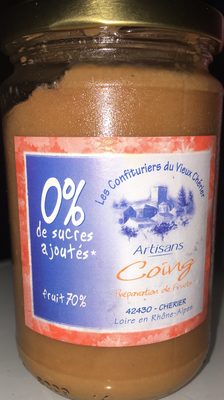 0%
de sucres
ajoutés*
fruit 70%
Les Confituriers du Vieux Chérier
Artisans
Coing
Préparation de Fruits
42430 - CHERIER
Loire en Rhône-Alpes